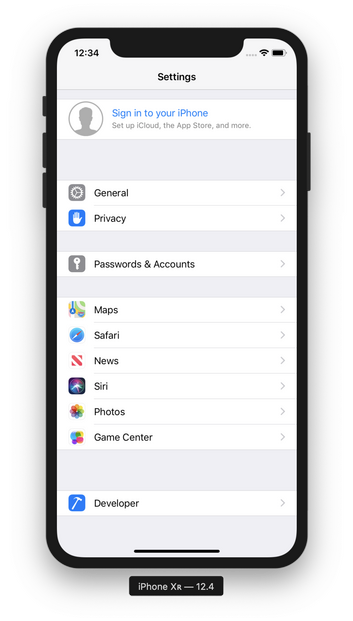 12:34
Settings
Sign in to your iPhone
Set up iCloud, the App Store, and more.
General
Privacy
Passwords & Accounts
Maps
Safari
News
Siri
Photos
Game Center
Developer
iPhone Xʀ — 12.4